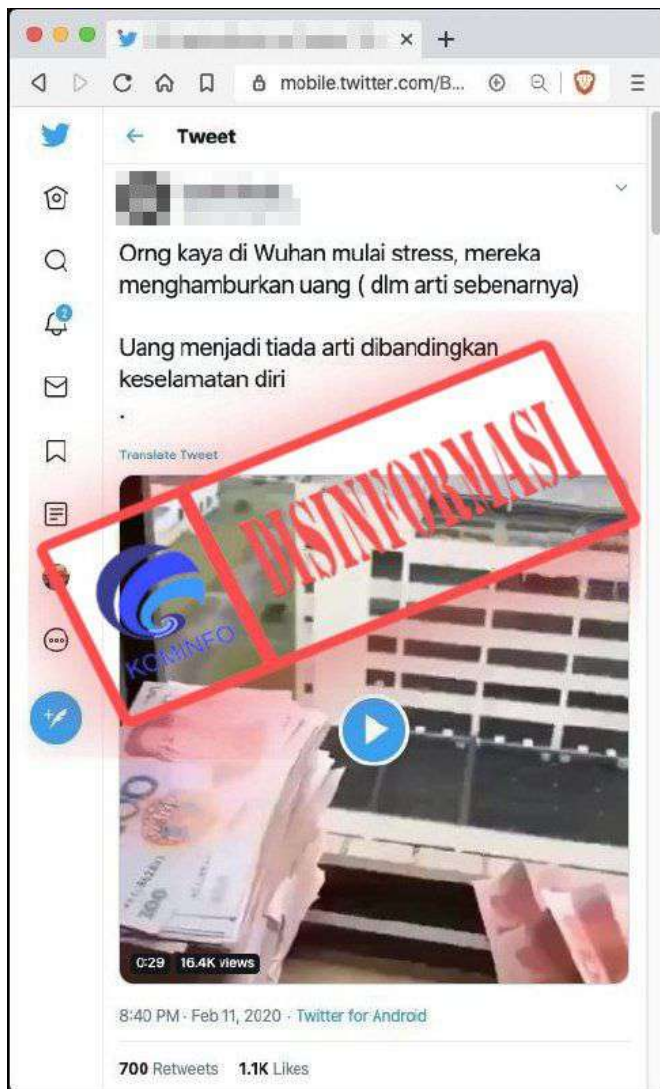 mobile.twitter.com/B...
Tweet
Orng kaya di Wuhan mulai stress, mereka
menghamburkan uang ( dlm arti sebenarnya)
2
Uang menjadi tiada arti dibandingkan
keselamatan diri
.
Translate Tweet
DISINFORMASI
KOMINFO
100
0:29 16.4K views
8:40 PM · Feb 11, 2020 · Twitter for Android
700 Retweets 1.1K Likes